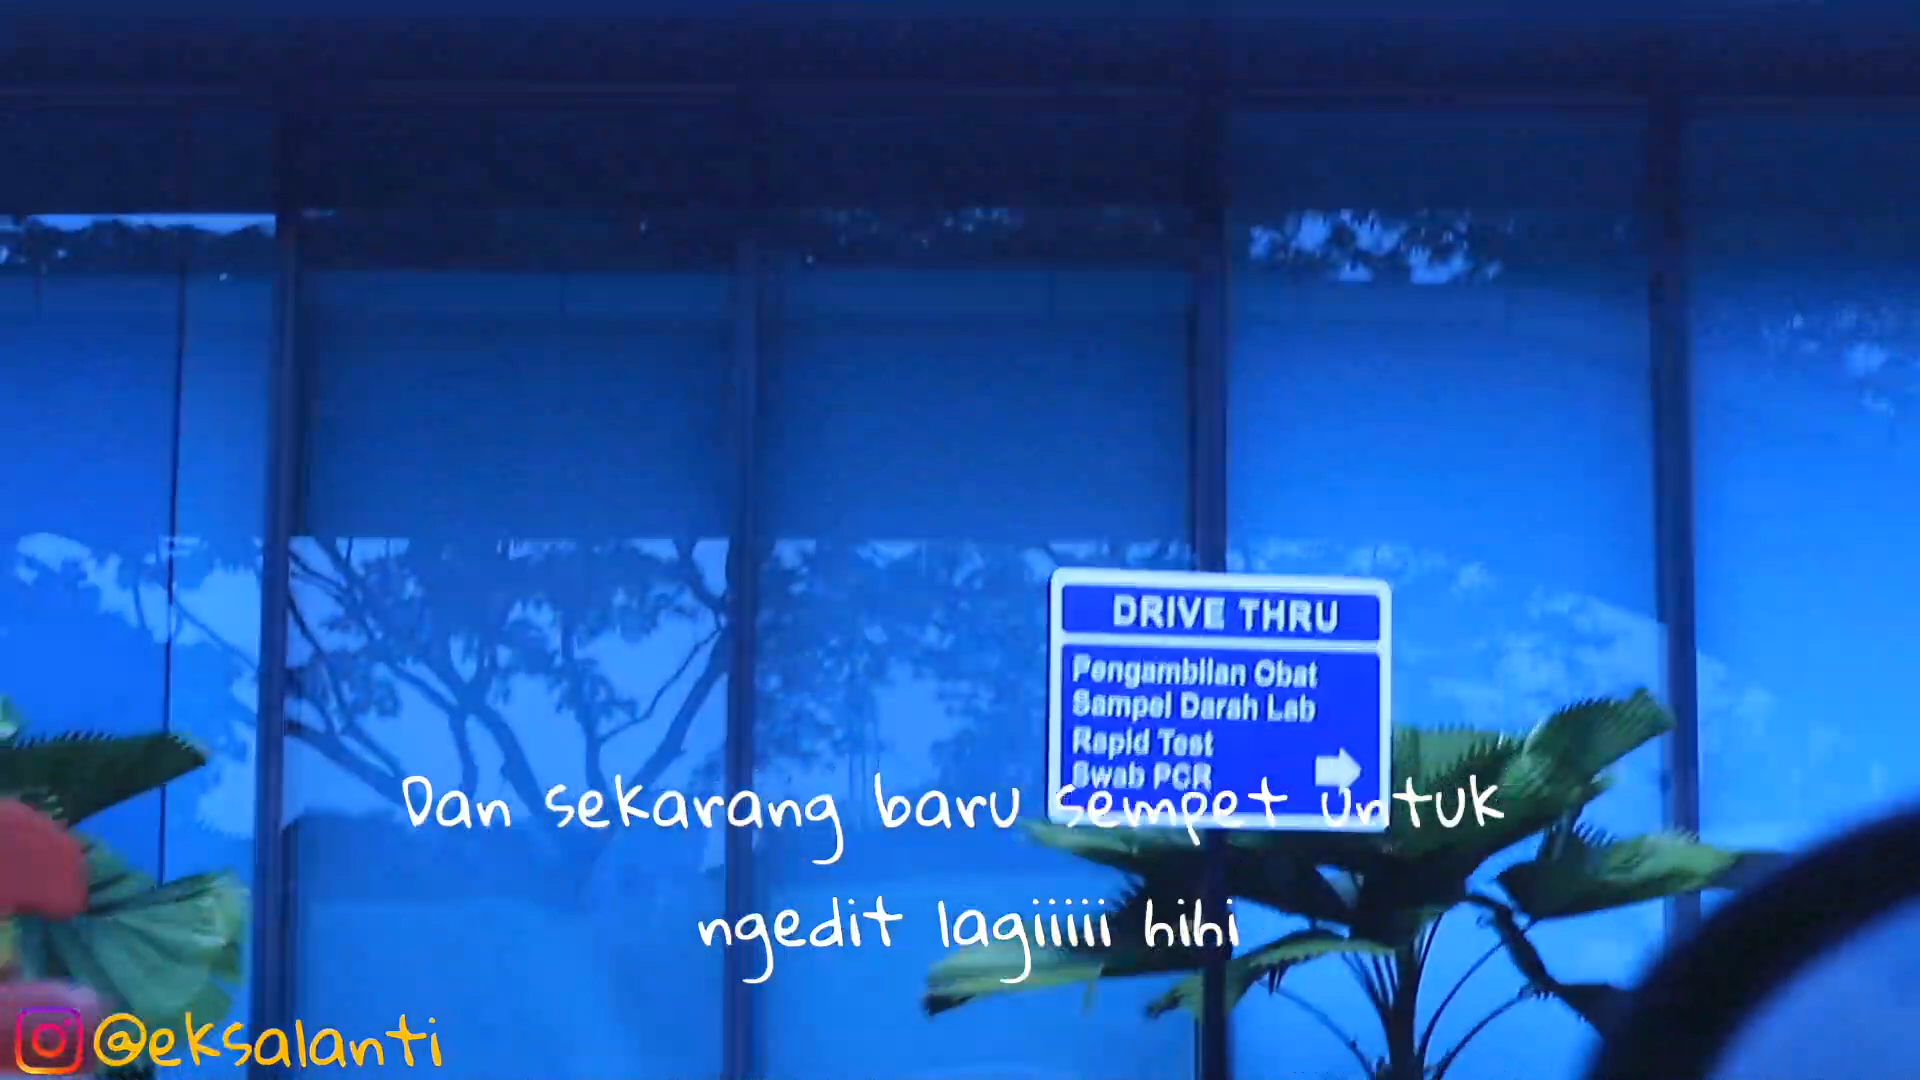 DRIVE THRU
Pengambilan Obat
Sampel Darah Lab
Rapid Test
Swab PCR
Dan sekarang baru sempet untuk
ngedit lagiiiiii hihi
@eksalanti